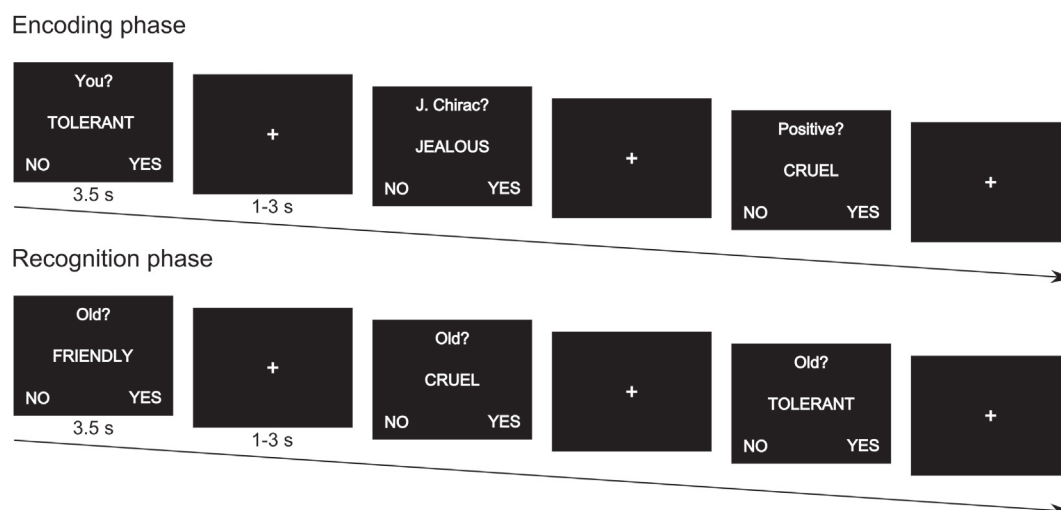 Encoding phase
You?
TOLERANT
NO YES
3.5 s
+
1-3 s
J. Chirac?
JEALOUS
NO YES
+
Positive?
CRUEL
NO YES
+
Recognition phase
Old?
FRIENDLY
NO YES
3.5 s
+
1-3 s
Old?
CRUEL
NO YES
+
Old?
TOLERANT
NO YES
+